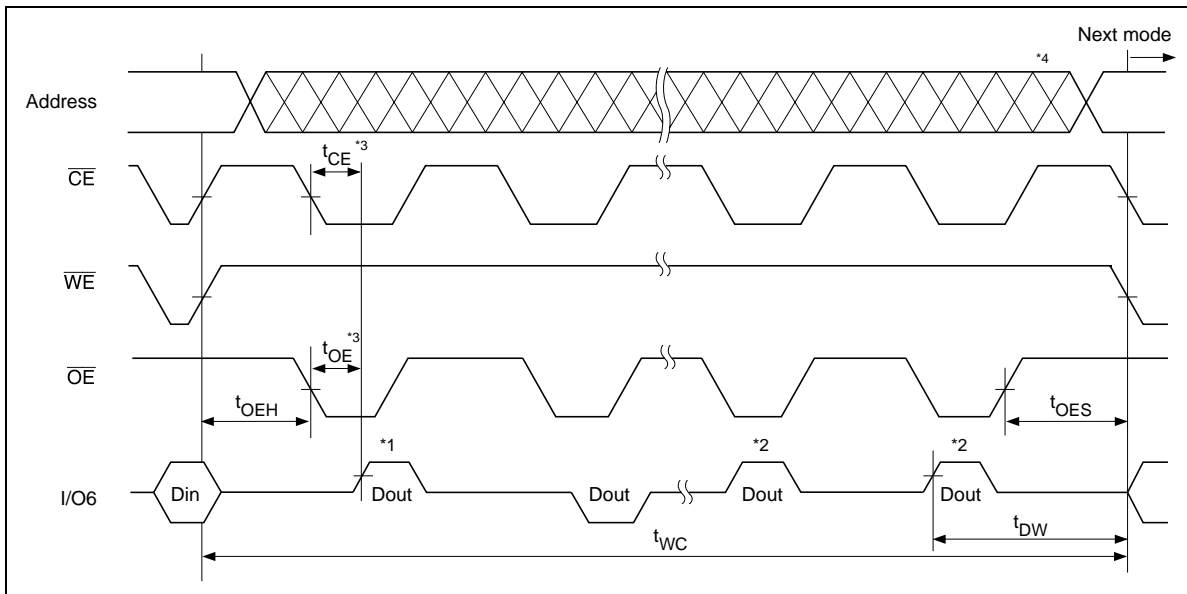 Next mode
*4
Address
tCE *3
CE
WE
tOE *3
OE
tOEH
tOES
*1
*2
*2
I/O6
Din
Dout
Dout
Dout
Dout
tDW
tWC